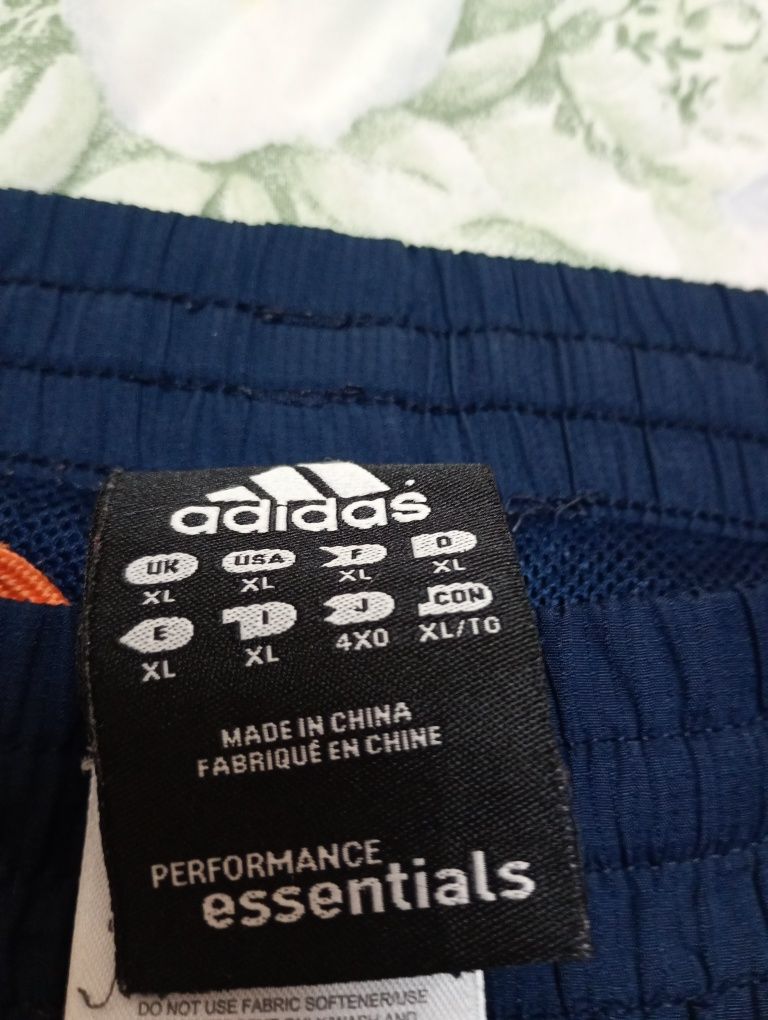 adidas
UK USA F D
XL XL XL XL
E I J CON
XL XL 4XO XL/TG
MADE IN CHINA
FABRIQUÉ EN CHINE
PERFORMANCE
essentials
DO NOT USE FABRIC SOFTENER/USE